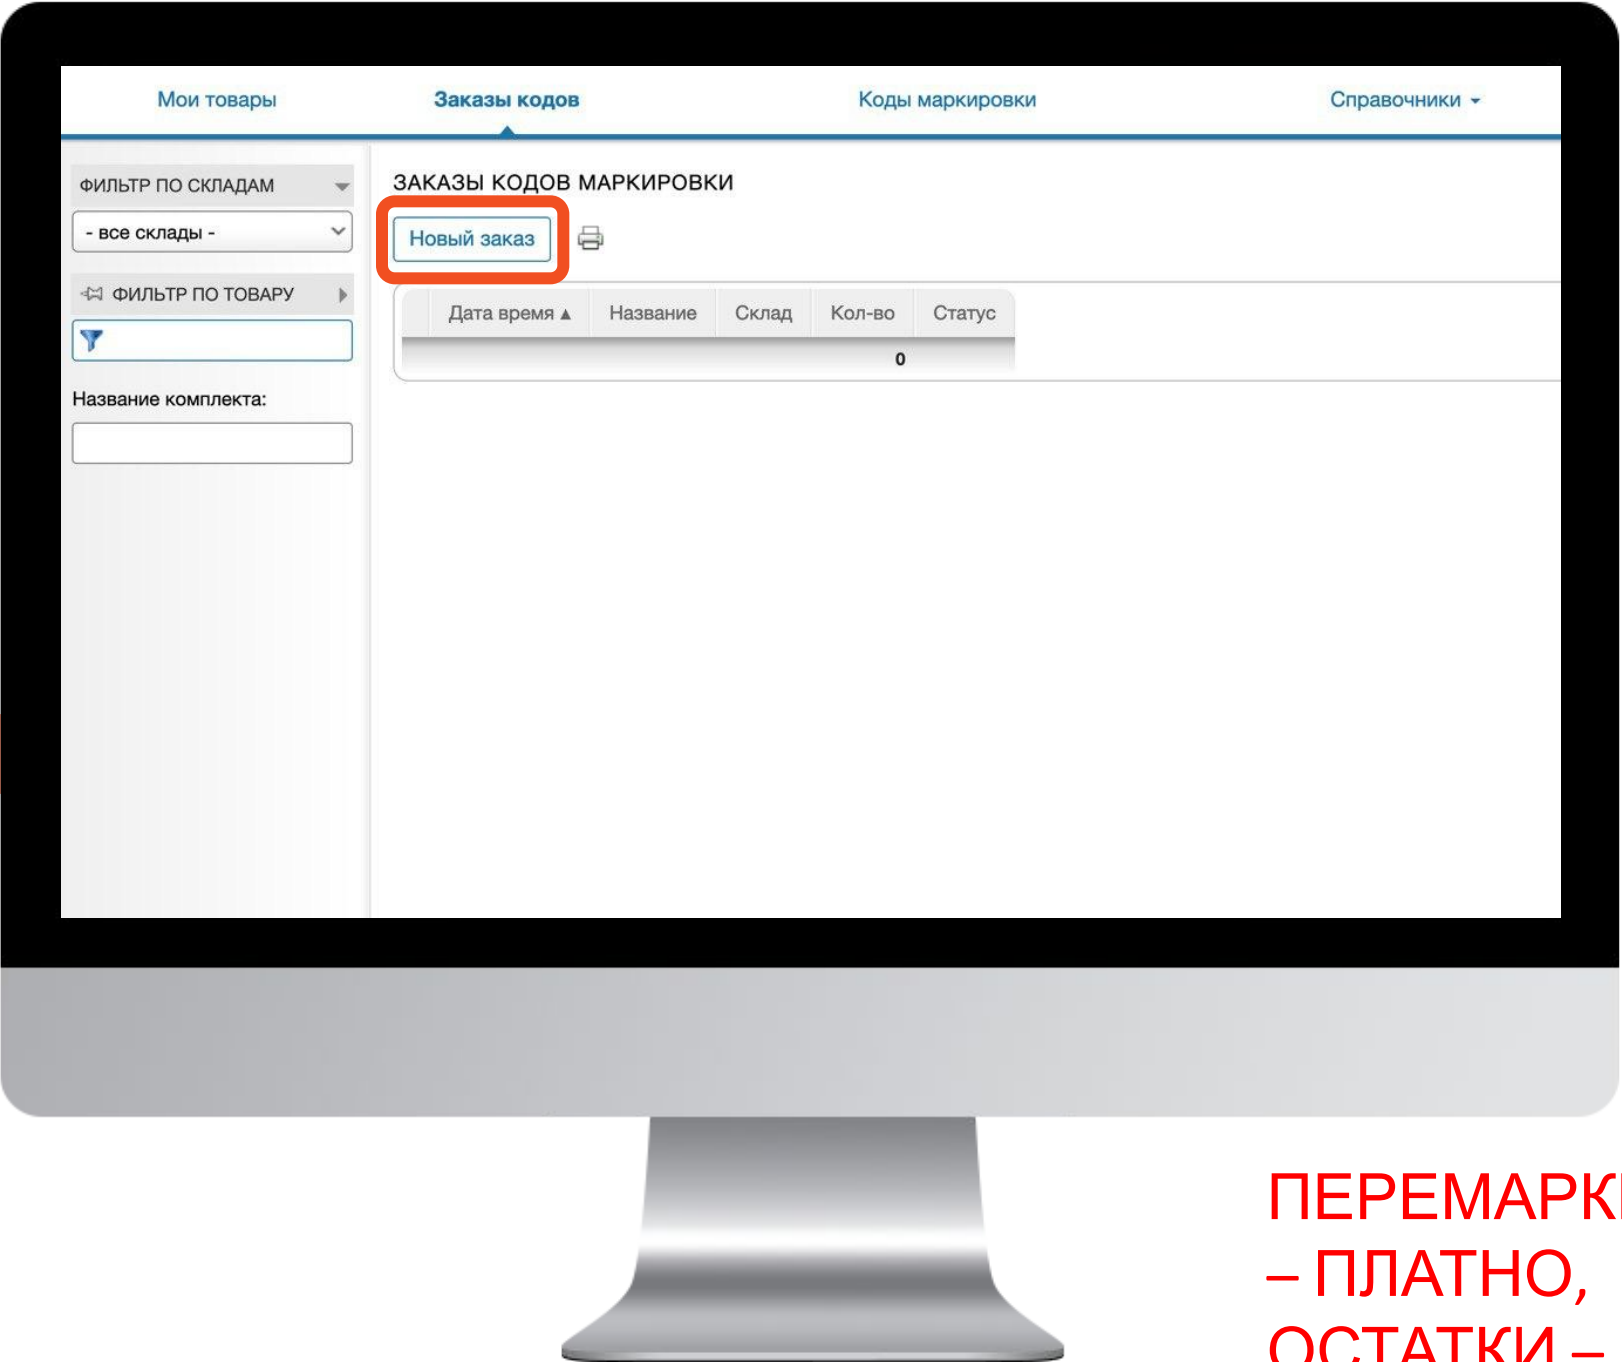 Мои товары
Заказы кодов
Коды маркировки
Справочники
ФИЛЬТР ПО СКЛАДАМ
- все склады -
ФИЛЬТР ПО ТОВАРУ
Название комплекта:
ЗАКАЗЫ КОДОВ МАРКИРОВКИ
Новый заказ
Дата время ▲ Название Склад Кол-во Статус
0
– ПЛАТНО,
ОСТАТКИ –